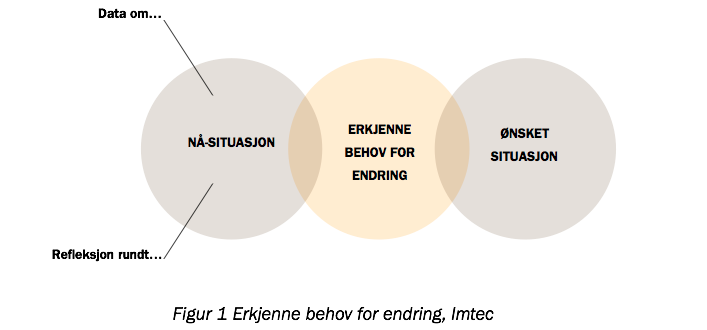 Data om...
NÅ-SITUASJON
ERKJENNE
BEHOV FOR
ENDRING
ØNSKET
SITUASJON
Refleksjon rundt...
Figur 1 Erkjenne behov for endring, Imtec